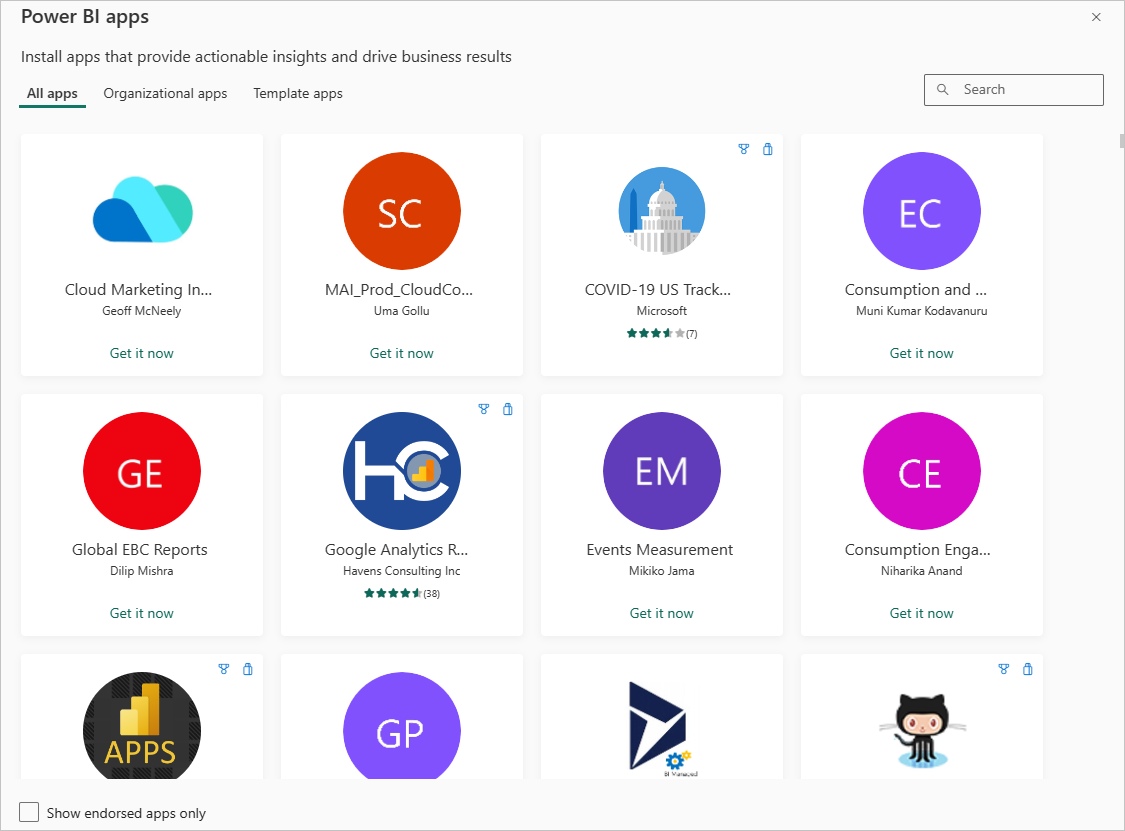 Power BI apps
Install apps that provide actionable insights and drive business results
All apps Organizational apps Template apps
Search
SC
EC
Cloud Marketing In...
MAI_Prod_CloudCo...
COVID-19 US Track...
Consumption and ...
Geoff McNeely
Uma Gollu
Microsoft
Muni Kumar Kodavanuru
(7)
Get it now
Get it now
Get it now
GE
HC
EM
CE
Global EBC Reports
Google Analytics R...
Events Measurement
Consumption Enga...
Dilip Mishra
Havens Consulting Inc
Mikiko Jama
Niharika Anand
(38)
Get it now
Get it now
Get it now
APPS
GP
BI Managed
Show endorsed apps only